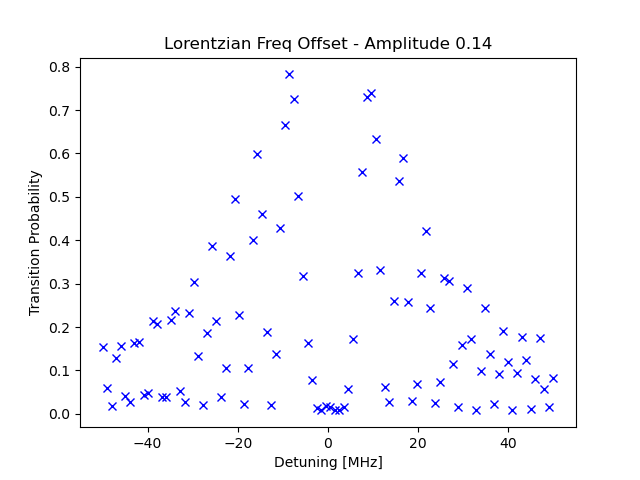 Lorentzian Freq Offset - Amplitude 0.14
0.8
0.7
0.6
0.5
0.4
0.3
0.2
0.1
0.0
Transition Probability
−40 −20 0 20 40
Detuning [MHz]